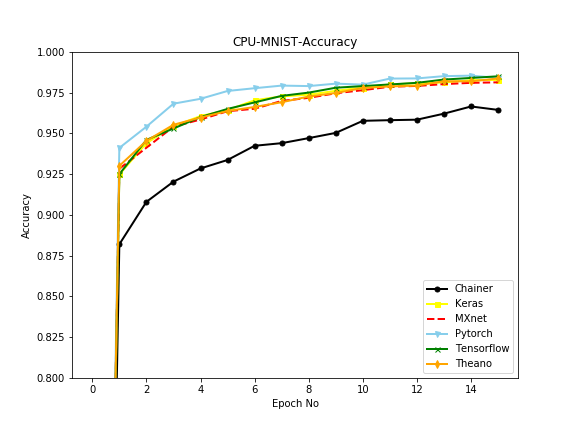 CPU-MNIST-Accuracy
Accuracy
1.000
0.975
0.950
0.925
0.900
0.875
0.850
0.825
0.800
Chainer
Keras
MXnet
Pytorch
Tensorflow
Theano
0 2 4 6 8 10 12 14
Epoch No